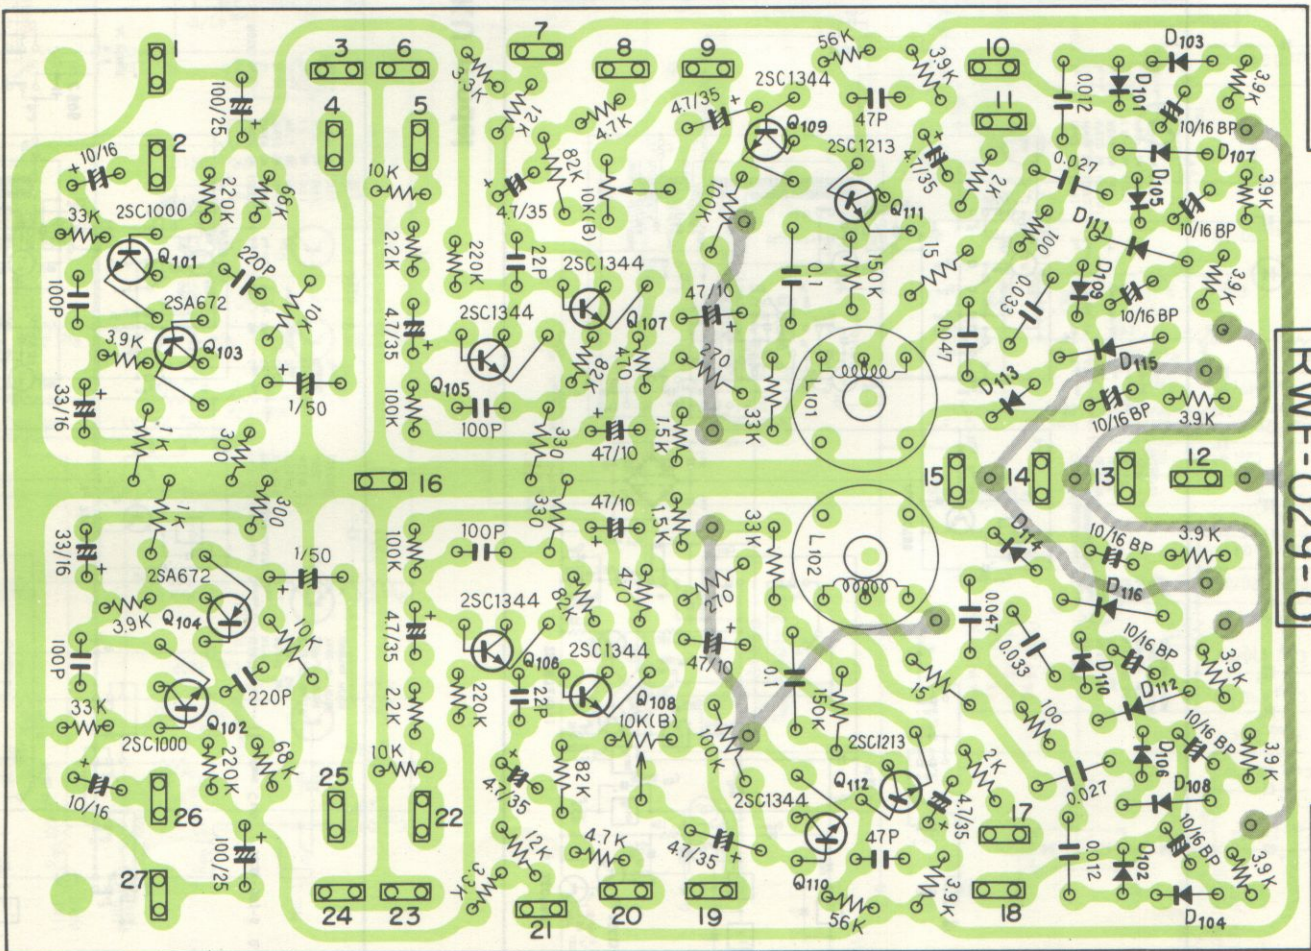 1
3
6
7
8
9
10
D103
100/25
+
4
5
3.3K
12K
4.7K
4.7/35
+
2SC1344
56K
3.9K
11
0.012
D101
3.9K
10/16
+
2
Q109
47P
10/16 BP
2SC1213
D107
33K
2SC1000
220K
10K
+
4.7/35
82K
10K(B)
100K
4.7/35
+
2K
0.027
D105
3.9K
Q101
220P
2.2K
220K
22P
2SC1344
Q111
15
100
D111
10/16 BP
100P
2SA672
10K
4.7/35
+
2SC1344
Q107
47/10
+
0.1
150K
0.033
D109
3.9K
10/16 BP
3.9K
Q103
0.047
D115
33/16
+
+
1/50
Q105
100K
82K
470
270
L101
D113
10/16 BP
3.9K
1K
300
100P
330
+
47/10
1.5K
33K
RWF-029-0
16
15
14
13
12
1K
300
100K
100P
330
47/10
+
1.5K
33K
L102
D114
10/16 BP
3.9K
33/16
+
2SA672
1/50
+
2SC1344
82K
470
270
D116
3.9K
Q104
10K
4.7/35
+
Q106
2SC1344
47/10
+
0.047
0.033
10/16 BP
100P
220P
22P
0.1
150K
15
D110
D112
3.9K
33K
Q102
2.2K
220K
Q108
10K(B)
100K
2SC1213
100
10/16 BP
2SC1000
220K
68K
10K
+
4.7/35
82K
Q112
2K
D106
3.9K
+
10/16
26
25
22
2SC1344
4.7/35
+
0.027
D108
27
100/25
+
12K
4.7K
4.7/35
+
47P
17
0.012
10/16 BP
D102
3.9K
24
23
3.3K
21
20
19
Q110
56K
3.9K
18
D104